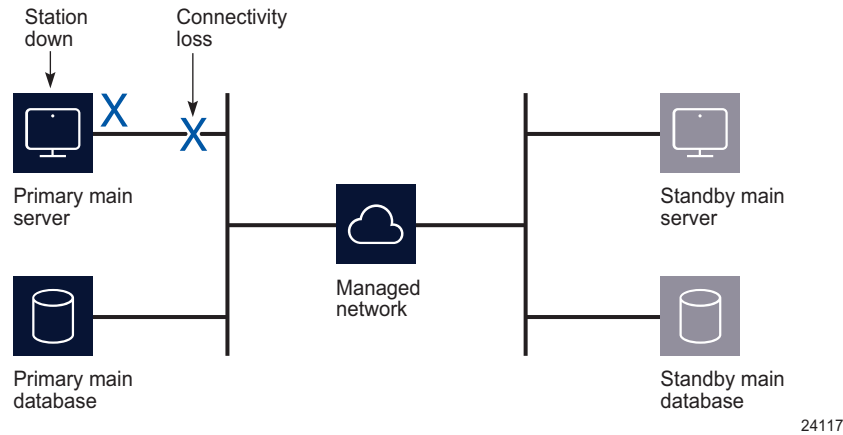 Station
down
Connectivity
loss
X
X
Primary main
server
Standby main
server
Managed
network
Primary main
database
Standby main
database
24117